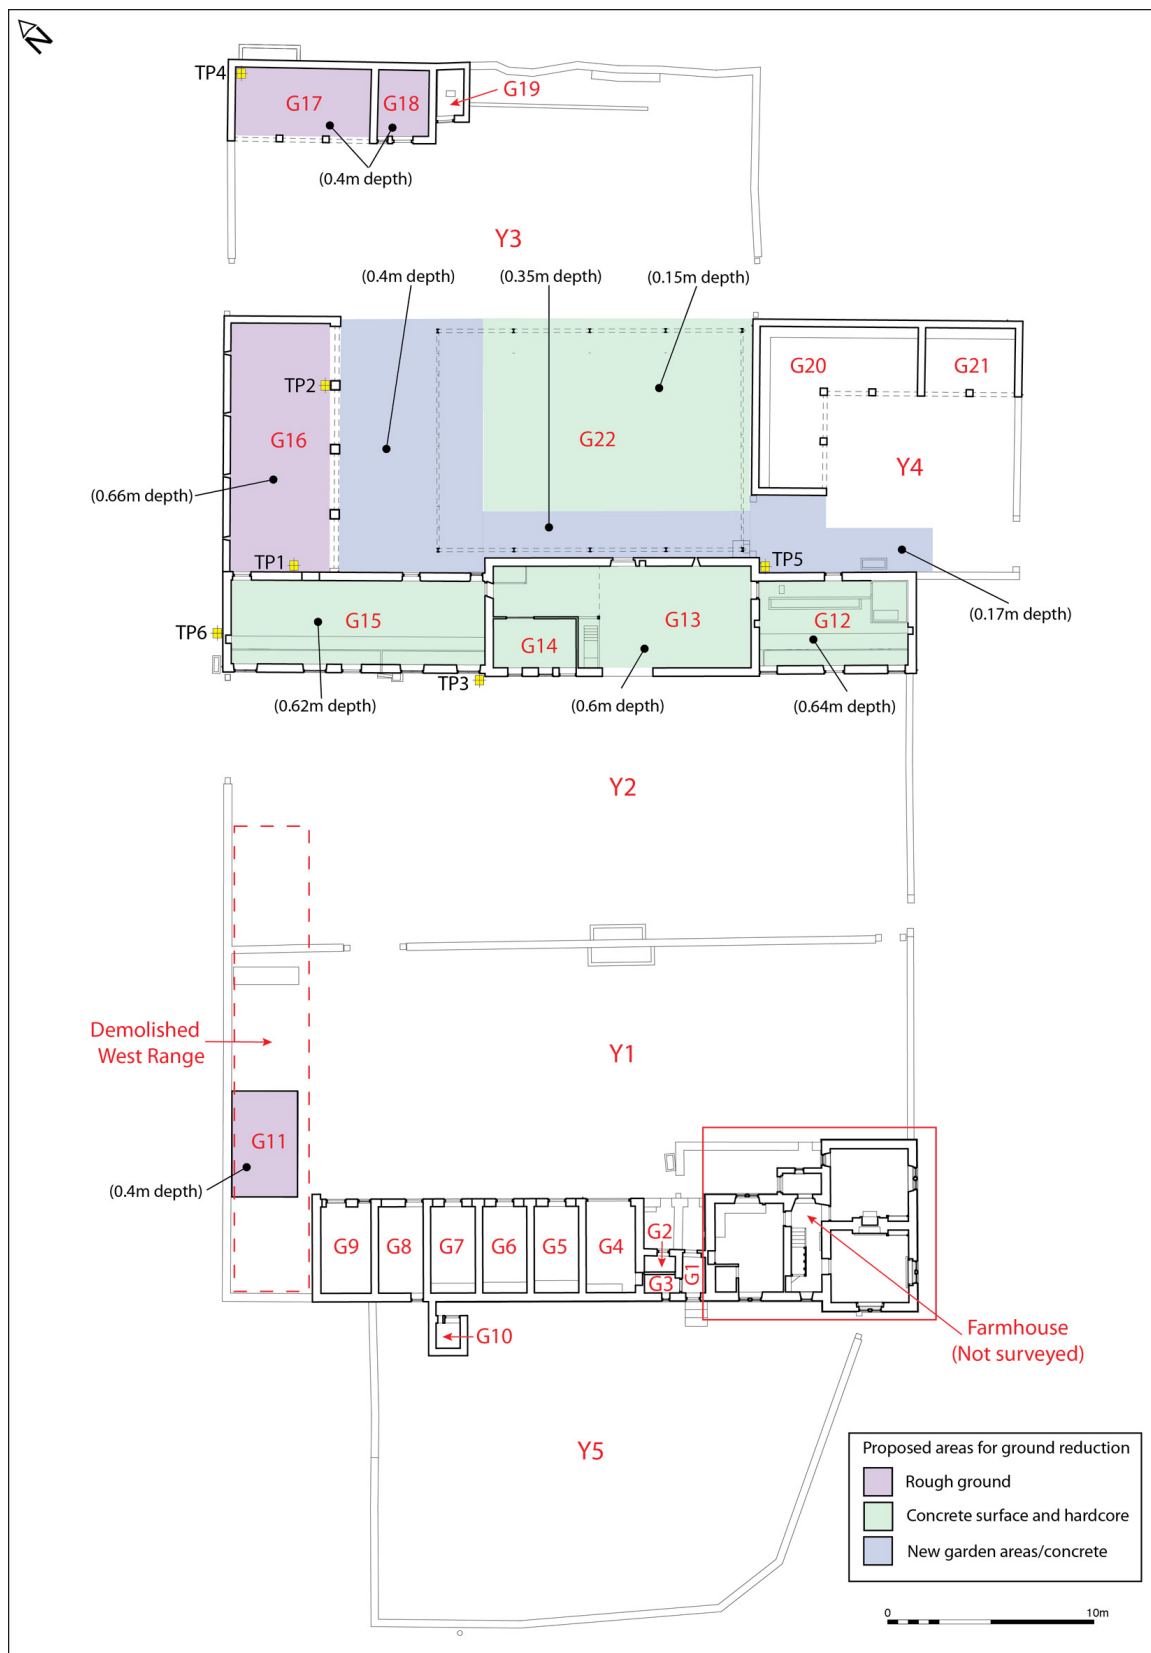 N
TP4
G17
G18
G19
(0.4m depth)
Y3
(0.4m depth)
(0.35m depth)
(0.15m depth)
TP2
G16
G22
G20
G21
Y4
(0.66m depth)
TP1
TP5
(0.17m depth)
TP6
G15
G14
G13
G12
TP3
(0.62m depth)
(0.6m depth)
(0.64m depth)
Y2
Demolished
West Range
Y1
G11
(0.4m depth)
G9
G8
G7
G6
G5
G4
G2
G3
G1
G10
Farmhouse
(Not surveyed)
Y5
Proposed areas for ground reduction
Rough ground
Concrete surface and hardcore
New garden areas/concrete
0
10m